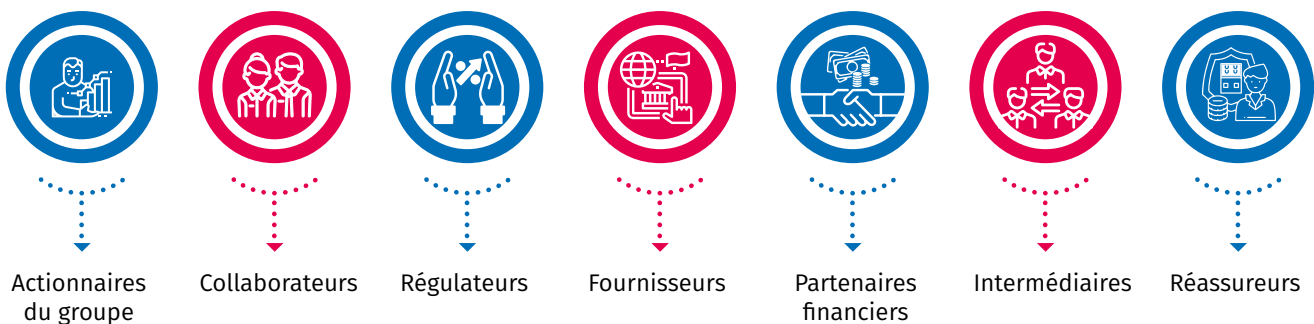 Actionnaires
du groupe
Collaborateurs
Régulateurs
Fournisseurs
Partenaires
financiers
Intermédiaires
Réassureurs